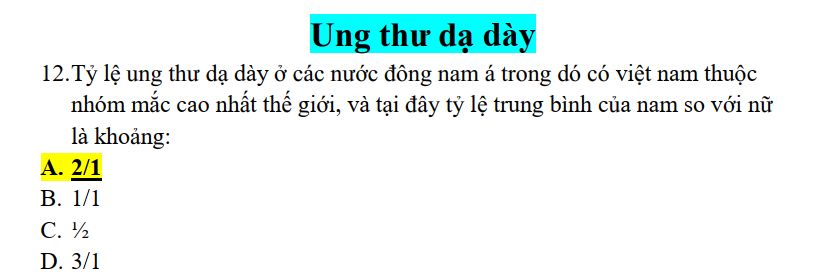 Ung thư dạ dày
12.Tỷ lệ ung thư dạ dày ở các nước đông nam á trong dó có việt nam thuộc
nhóm mắc cao nhất thế giới, và tại đây tỷ lệ trung bình của nam so với nữ
là khoảng:
A. 2/1
B. 1/1
C. ½
D. 3/1